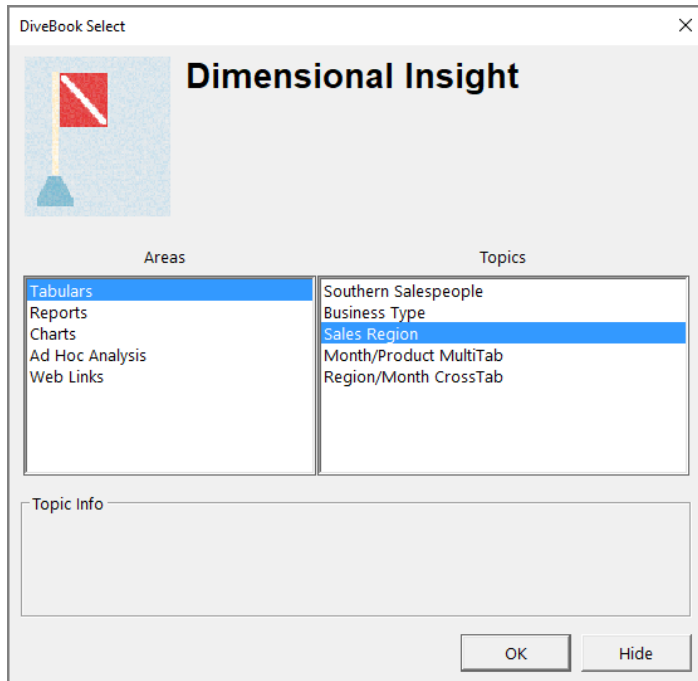 DiveBook Select
Dimensional Insight
Areas
Topics
Tabulars
Reports
Charts
Ad Hoc Analysis
Web Links
Southern Salespeople
Business Type
Sales Region
Month/Product MultiTab
Region/Month CrossTab
Topic Info
OK
Hide